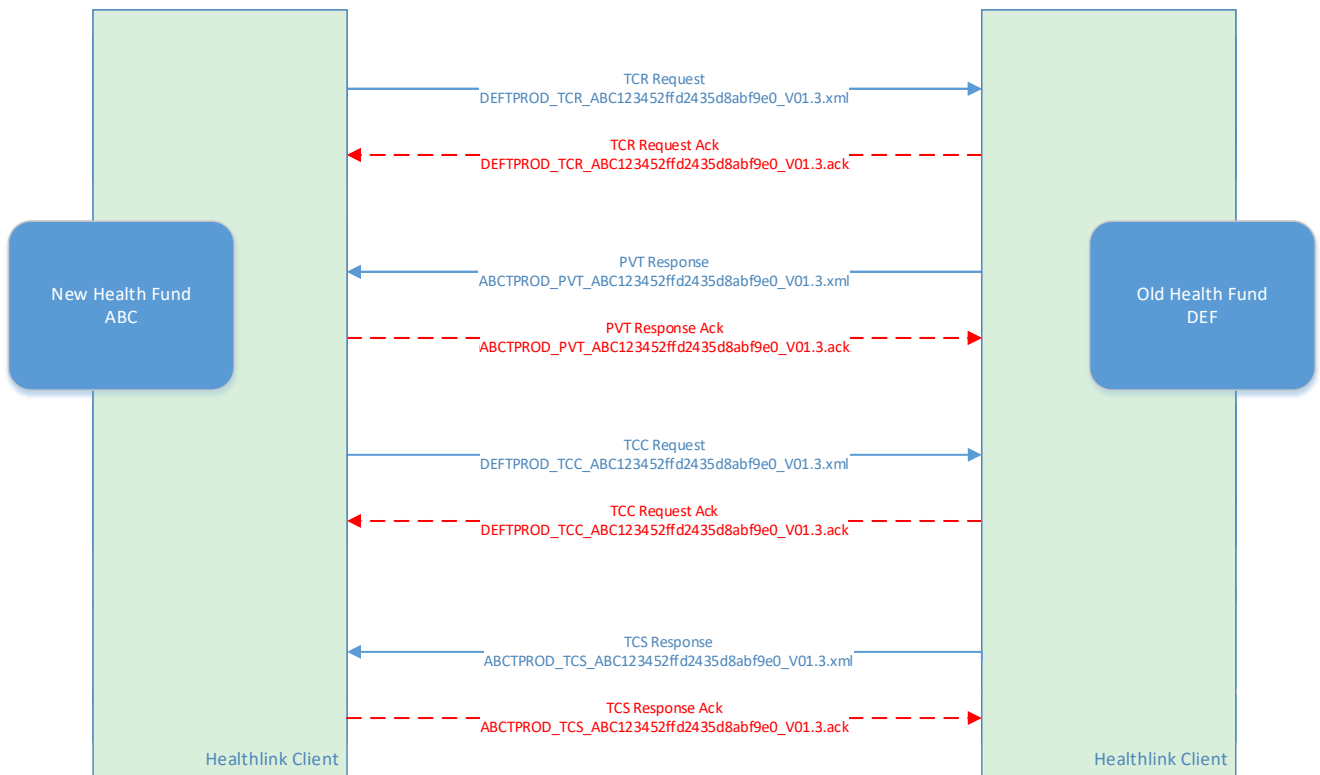 TCR Request
DEFTPROD_TCR_ABC123452ffd2435d8abf9e0_V01.3.xml
TCR Request Ack
DEFTPROD_TCR_ABC123452ffd2435d8abf9e0_V01.3.ack
New Health Fund
ABC
PVT Response
ABCTPROD_PVT_ABC123452ffd2435d8abf9e0_V01.3.xml
PVT Response Ack
ABCTPROD_PVT_ABC123452ffd2435d8abf9e0_V01.3.ack
Old Health Fund
DEF
TCC Request
DEFTPROD_TCC_ABC123452ffd2435d8abf9e0_V01.3.xml
TCC Request Ack
DEFTPROD_TCC_ABC123452ffd2435d8abf9e0_V01.3.ack
TCS Response
ABCTPROD_TCS_ABC123452ffd2435d8abf9e0_V01.3.xml
TCS Response Ack
ABCTPROD_TCS_ABC123452ffd2435d8abf9e0_V01.3.ack
Healthlink Client
Healthlink Client